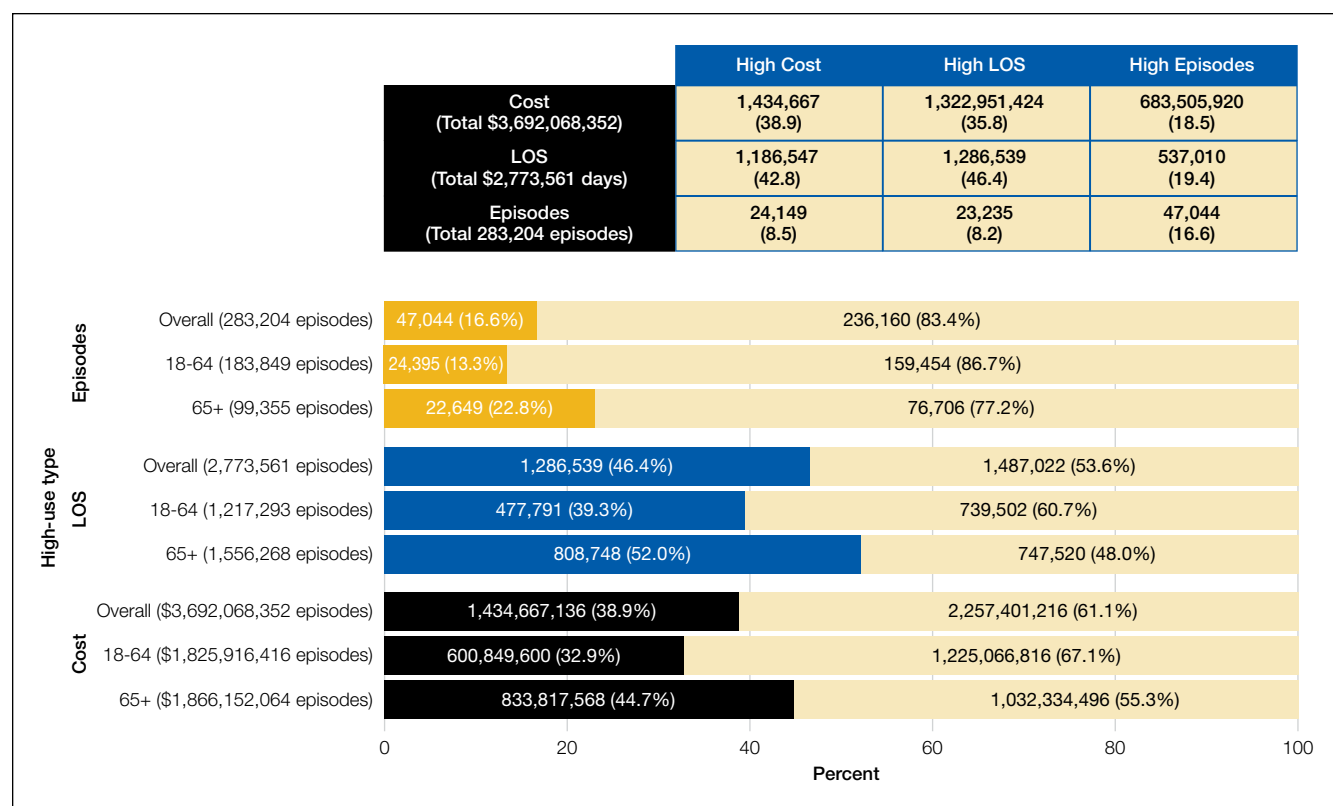 High Cost High LOS High Episodes
Cost 1,434,667 1,322,951,424 683,505,920
(Total $3,692,068,352) (38.9) (35.8) (18.5)
LOS 1,186,547 1,286,539 537,010
(Total $2,773,561 days) (42.8) (46.4) (19.4)
Episodes 24,149 23,235 47,044
(Total 283,204 episodes) (8.5) (8.2) (16.6)
High-use type
Episodes
Overall (283,204 episodes) 47,044 (16.6%) 236,160 (83.4%)
18-64 (183,849 episodes) 24,395 (13.3%) 159,454 (86.7%)
65+ (99,355 episodes) 22,649 (22.8%) 76,706 (77.2%)
LOS
Overall (2,773,561 episodes) 1,286,539 (46.4%) 1,487,022 (53.6%)
18-64 (1,217,293 episodes) 477,791 (39.3%) 739,502 (60.7%)
65+ (1,556,268 episodes) 808,748 (52.0%) 747,520 (48.0%)
Cost
Overall ($3,692,068,352 episodes) 1,434,667,136 (38.9%) 2,257,401,216 (61.1%)
18-64 ($1,825,916,416 episodes) 600,849,600 (32.9%) 1,225,066,816 (67.1%)
65+ ($1,866,152,064 episodes) 833,817,568 (44.7%) 1,032,334,496 (55.3%)
0 20 40 60 80 100
Percent